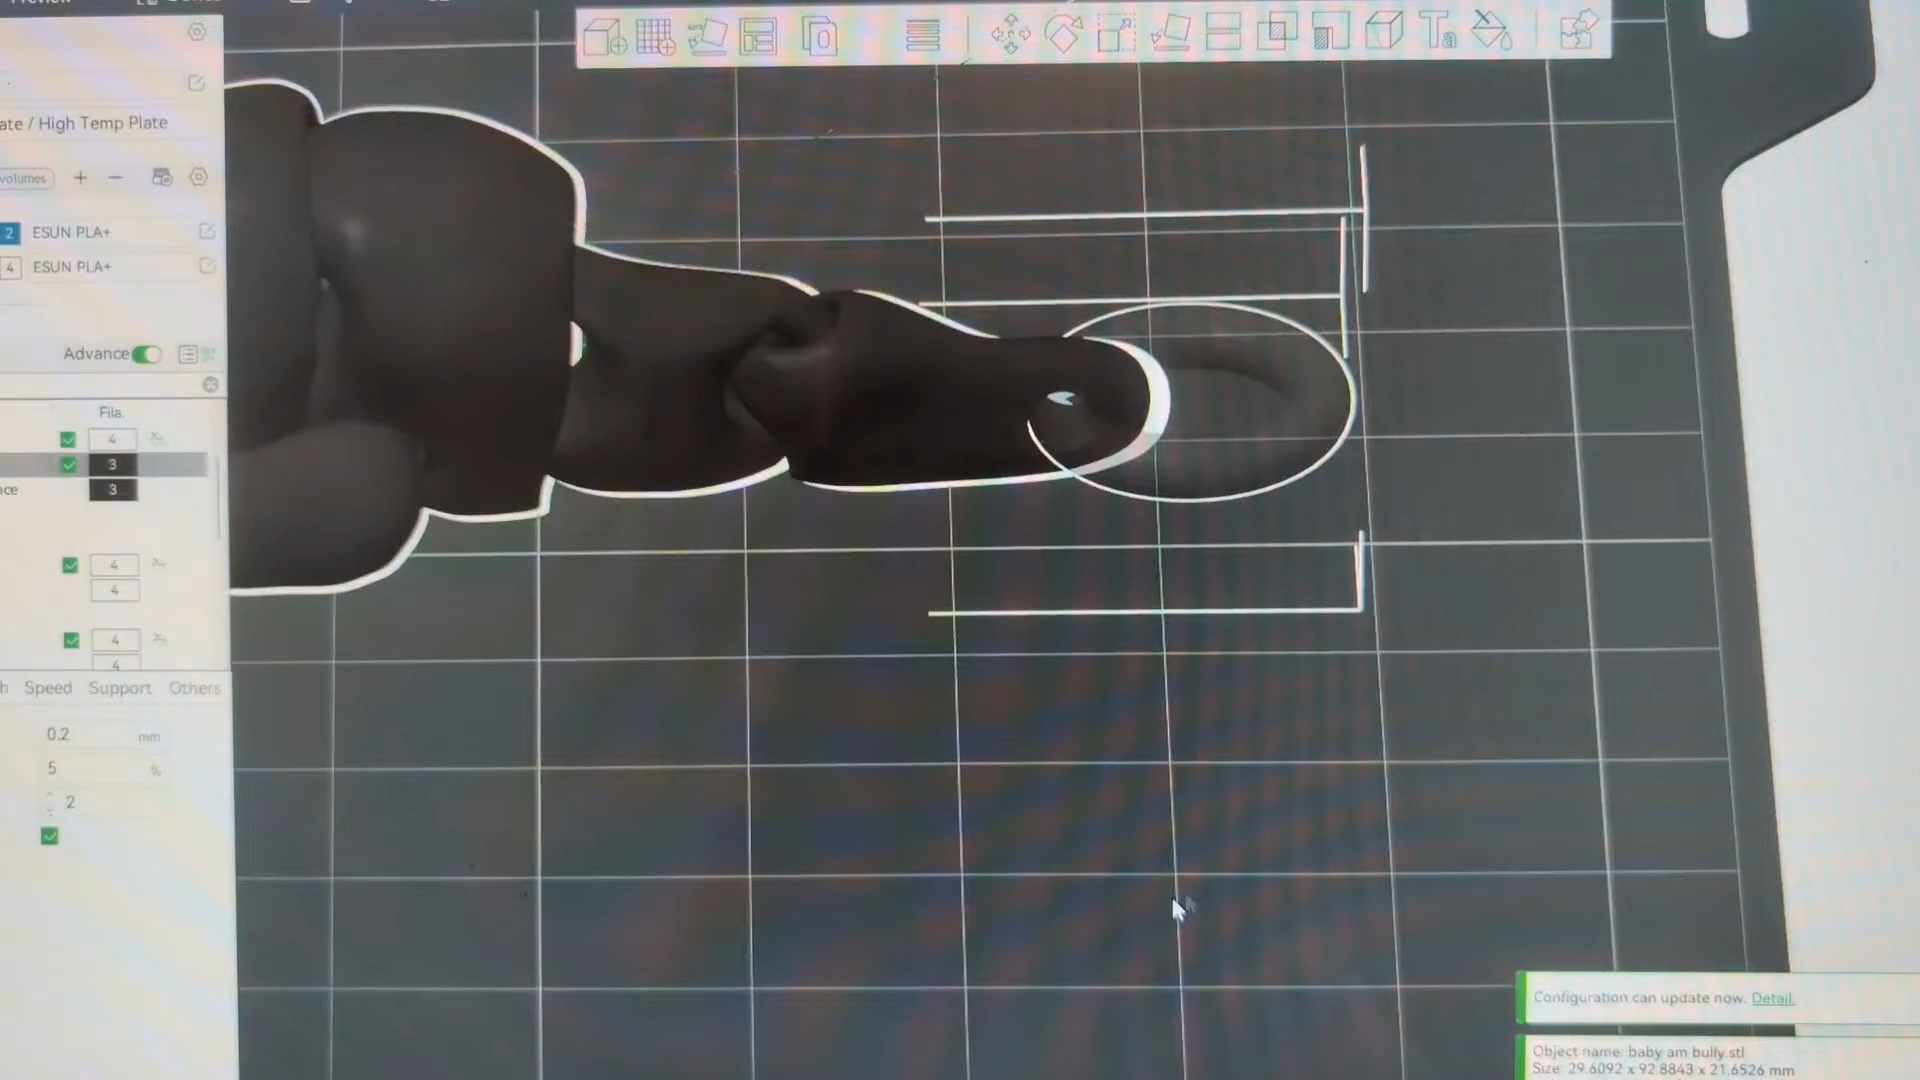 ate / High Temp Plate
volumes
2 ESUN PLA+
4 ESUN PLA+
Advance
Fila.
4
3
nce 3
4
4
4
4
h Speed Support Others
0.2 mm
5 %
2
Configuration can update now. Detail.
Object name: baby am bully.stl
Size: 29.6092 x 92.8843 x 21.6526 mm